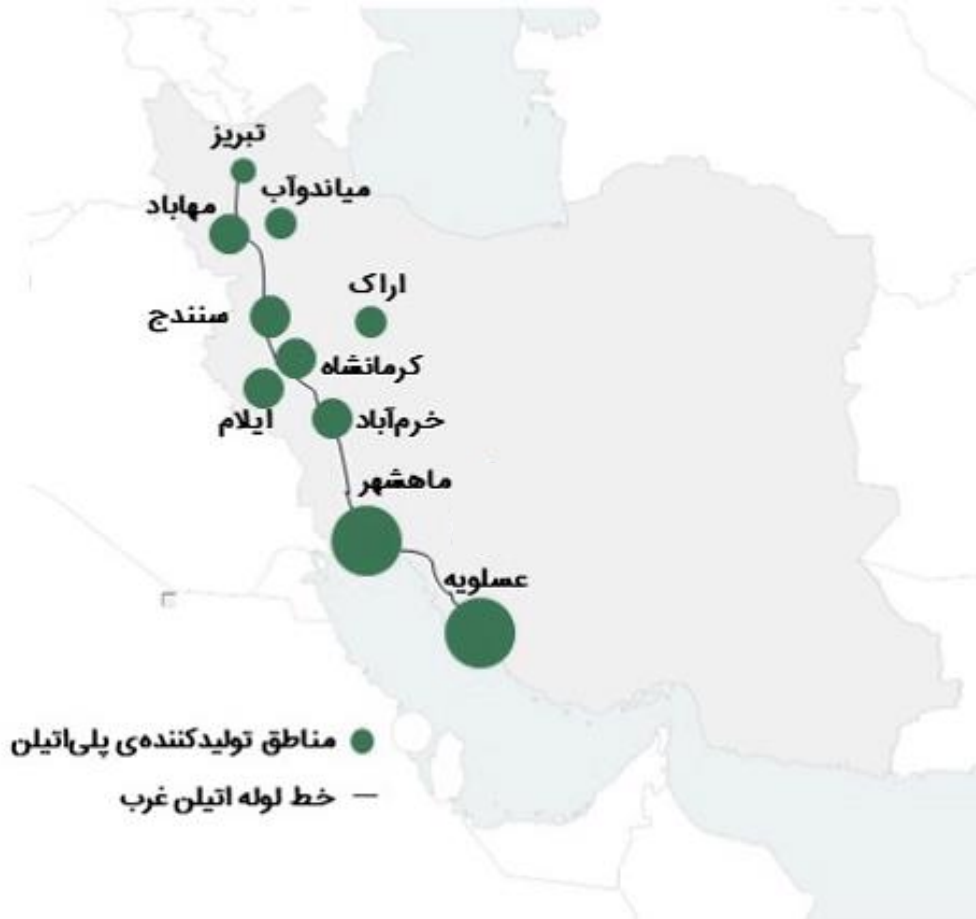 تبریز
میاندوآب
مهاباد
اراک
سنندج
کرمانشاه
ایلام
خرم‌آباد
ماهشهر
عسلویه
مناطق تولیدکننده‌ی پلی‌اتیلن
خط لوله اتیلن غرب